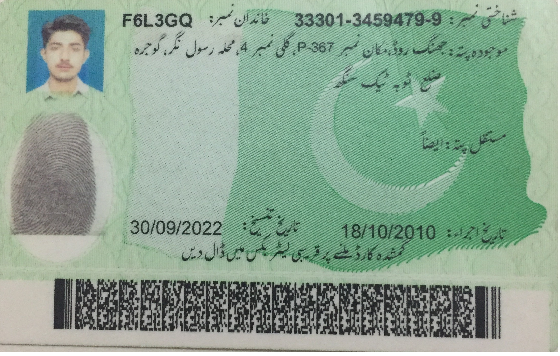 شناختی نمبر: 33301-3459479-9 خاندان نمبر: F6L3GQ
موجودہ پتہ: جھنگ روڈ، مکان نمبر P-367، گلی نمبر 4، محلہ رسول نگر، گوجرہ
ضلع ٹوبہ ٹیک سنگھ
مستقل پتہ: ایضاً
تاریخ اجراء: 18/10/2010 تاریخ تنسیخ: 30/09/2022
گمشدہ کارڈ ملنے پر قریبی لیٹر بکس میں ڈال دیں